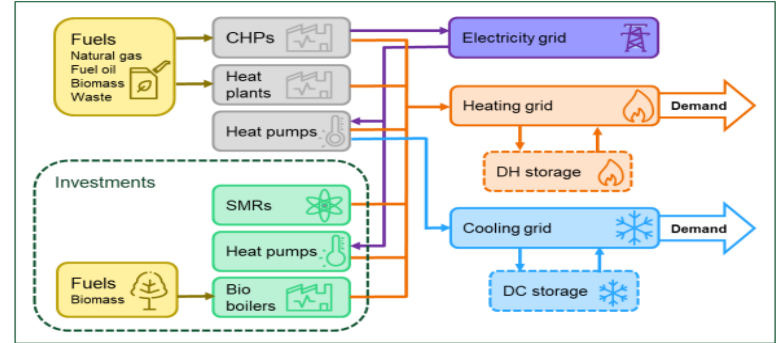 Fuels
Natural gas
Fuel oil
Biomass
Waste
CHPs
Heat
plants
Heat pumps
Electricity grid
Heating grid
Demand
DH storage
Investments
SMRs
Heat pumps
Fuels
Biomass
Bio
boilers
Cooling grid
Demand
DC storage